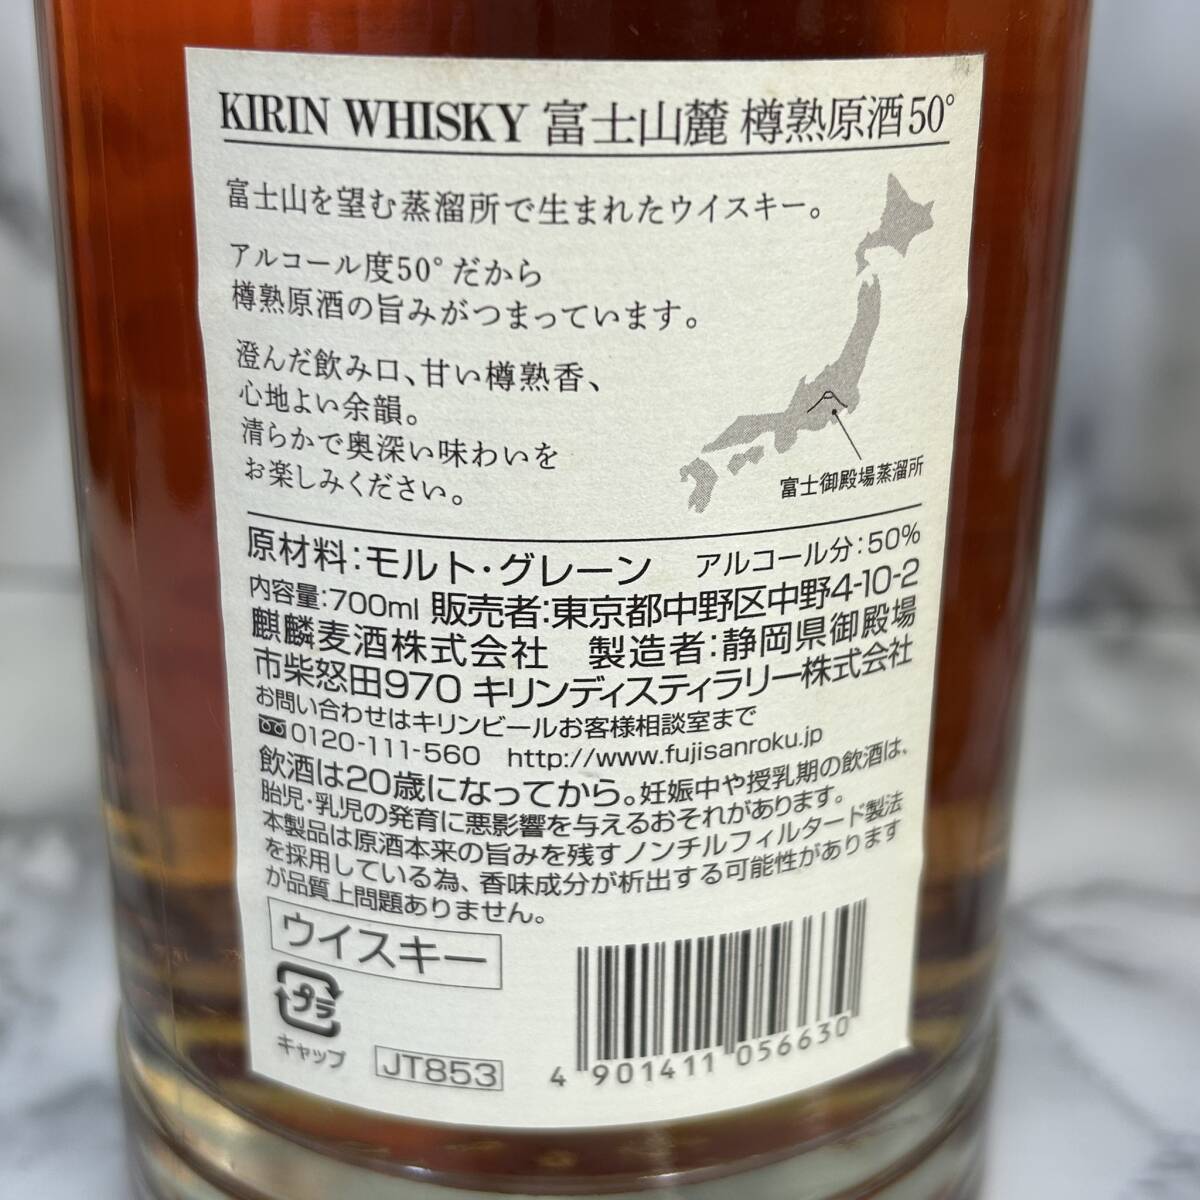 KIRIN WHISKY 富士山麓 樽熟原酒50°
富士山を望む蒸溜所で生まれたウイスキー。
アルコール度50°だから
樽熟原酒の旨みがつまっています。
澄んだ飲み口、甘い樽熟香、
心地よい余韻。
清らかで奥深い味わいを
お楽しみください。
富士御殿場蒸溜所
原材料：モルト・グレーン アルコール分：50%
内容量：700ml 販売者：東京都中野区中野4-10-2
麒麟麦酒株式会社 製造者：静岡県御殿場
市柴怒田970 キリンディスティラリー株式会社
お問い合わせはキリンビールお客様相談室まで
0120-111-560 http://www.fujisanroku.jp
飲酒は20歳になってから。妊娠中や授乳期の飲酒は、
胎児・乳児の発育に悪影響を与えるおそれがあります。
本製品は原酒本来の旨みを残すノンチルフィルタード製法
を採用している為、香味成分が析出する可能性があります
が品質上問題ありません。
ウイスキー
プラ
キャップ
JT853
4 901411 056630